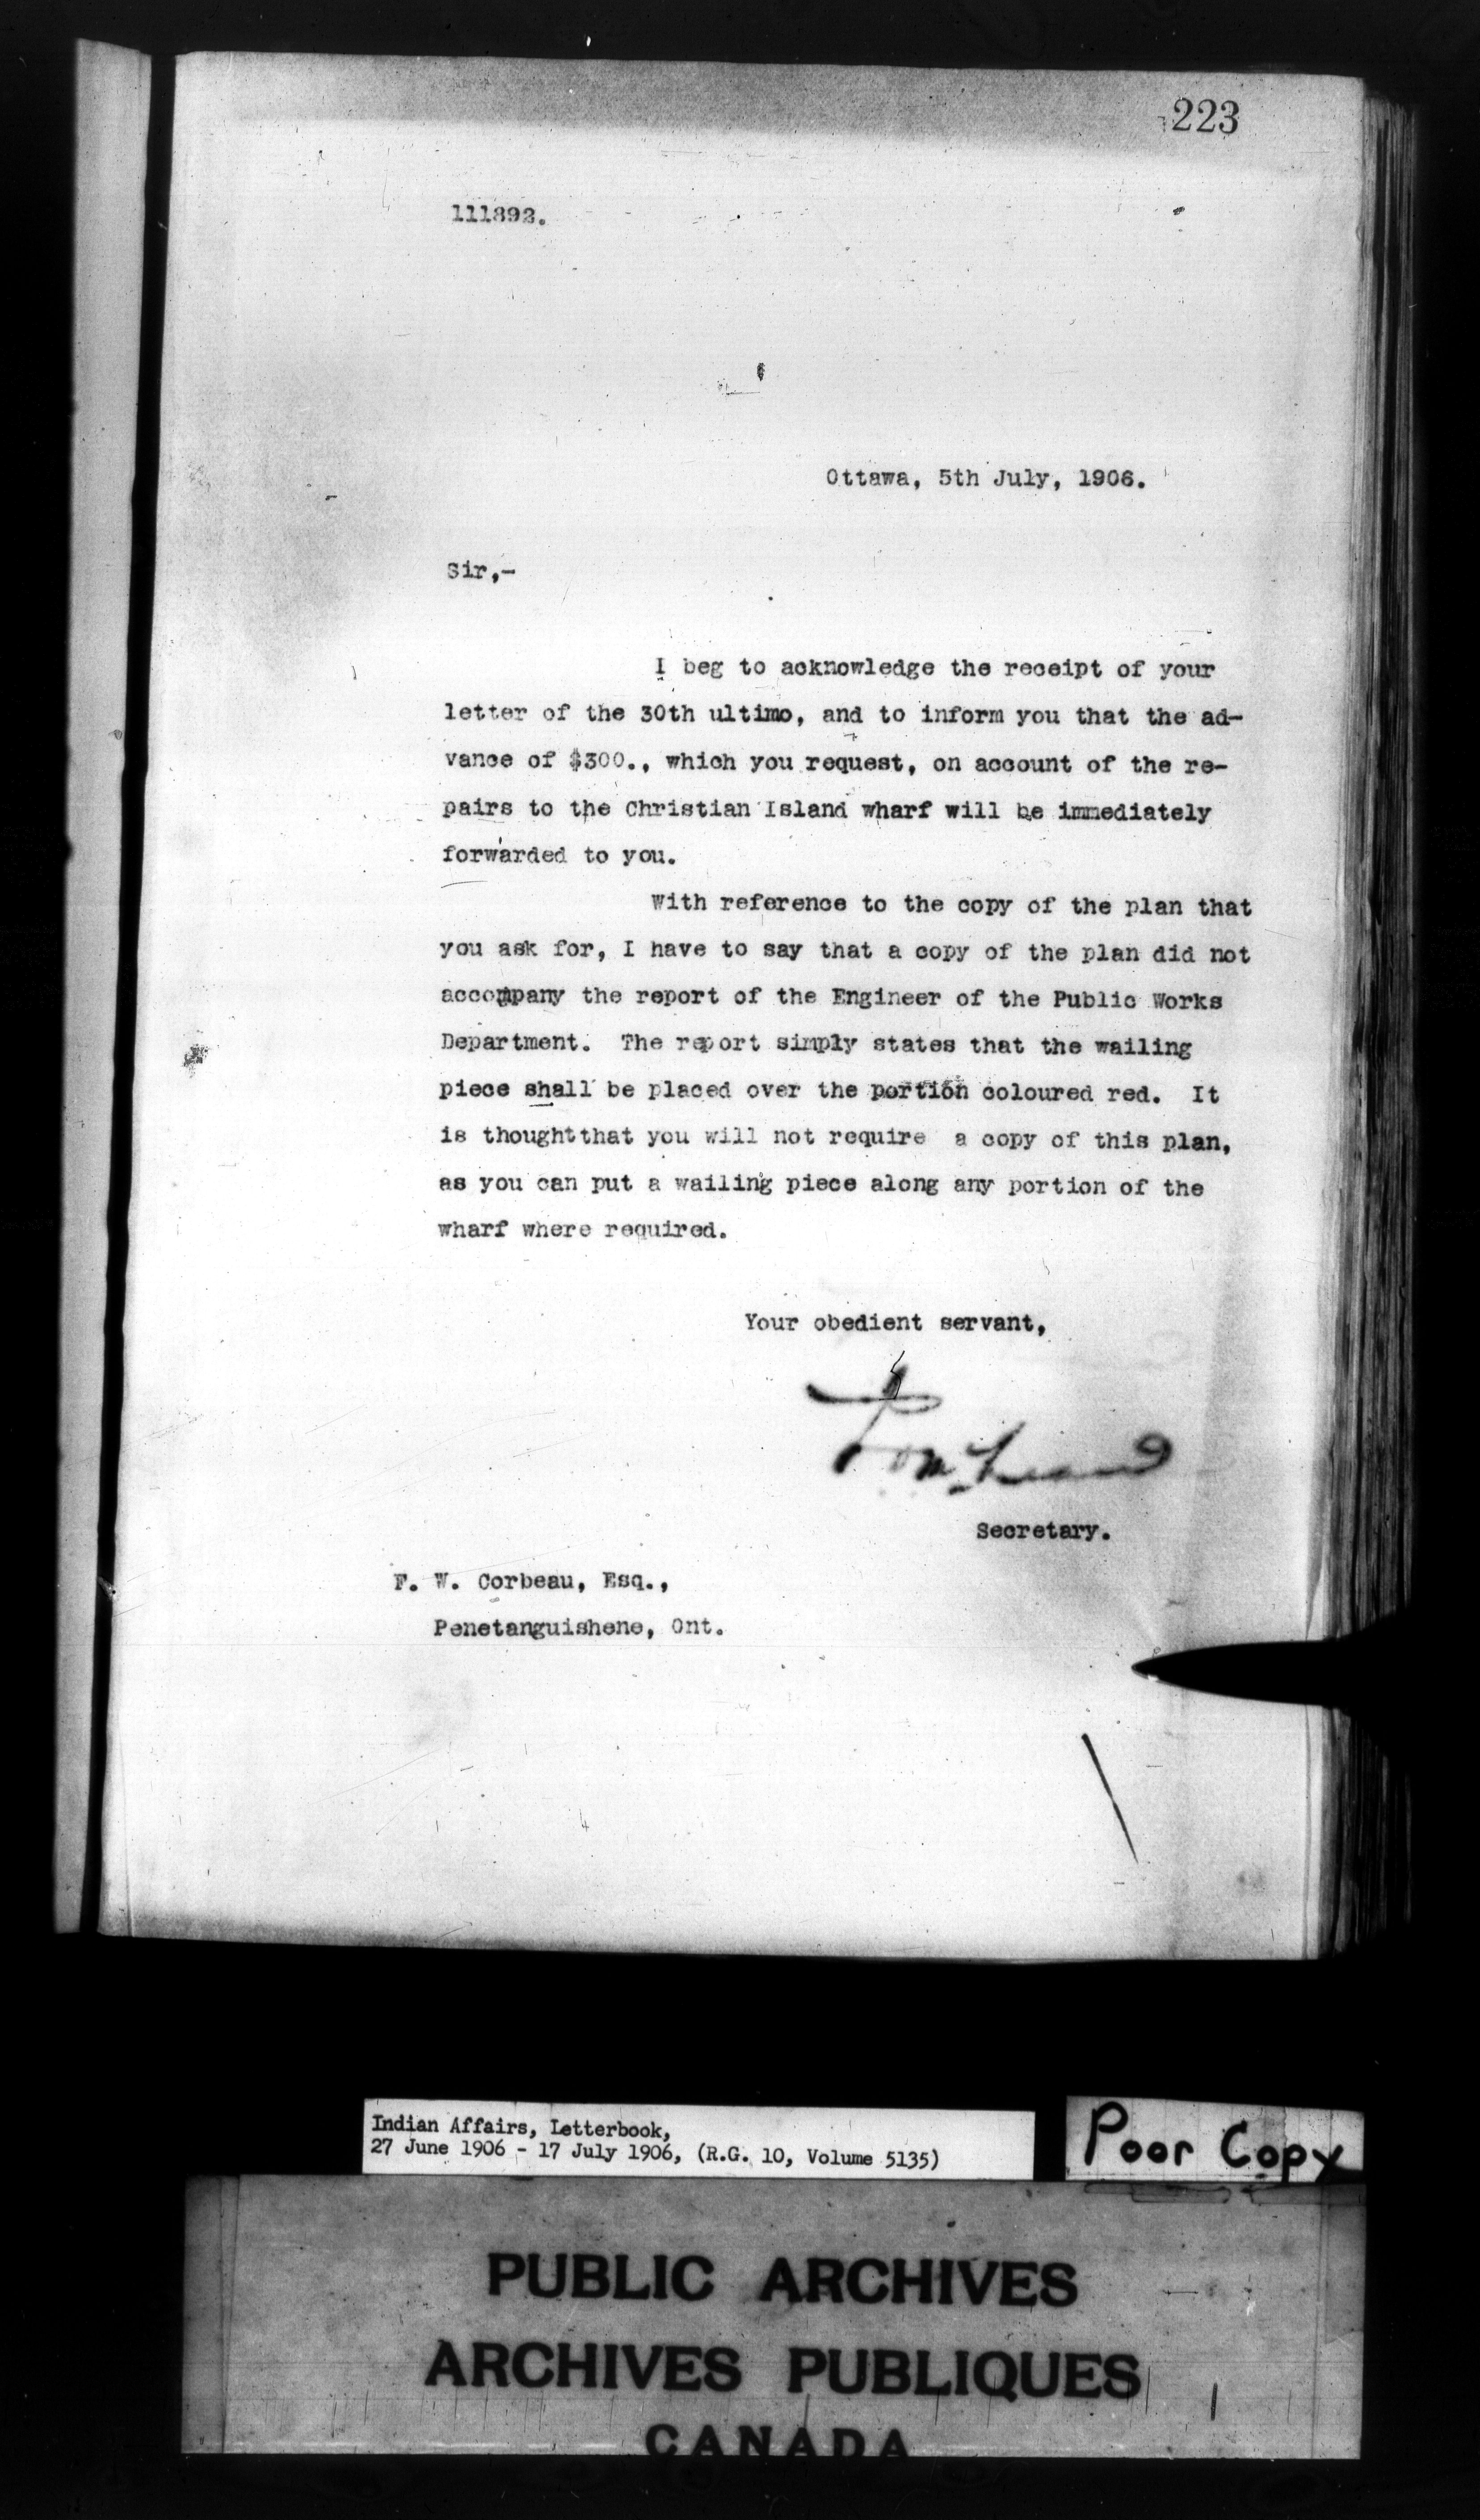 223
111892.
Ottawa, 5th July, 1906.
Sir,-
I beg to acknowledge the receipt of your
letter of the 30th ultimo, and to inform you that the ad-
vance of $300., which you request, on account of the re-
pairs to the Christian Island wharf will be immediately
forwarded to you.
With reference to the copy of the plan that
you ask for, I have to say that a copy of the plan did not
accompany the report of the Engineer of the Public Works
Department. The report simply states that the wailing
piece shall be placed over the portion coloured red. It
is thoughtthat you will not require a copy of this plan,
as you can put a wailing piece along any portion of the
wharf where required.
Your obedient servant,
Secretary.
F. W. Corbeau, Esq.,
Penetanguishene, Ont.
Indian Affairs, Letterbook,
27 June 1906 - 17 July 1906, (R.G. 10, Volume 5135)
Poor Copy
PUBLIC ARCHIVES
ARCHIVES PUBLIQUES
CANADA